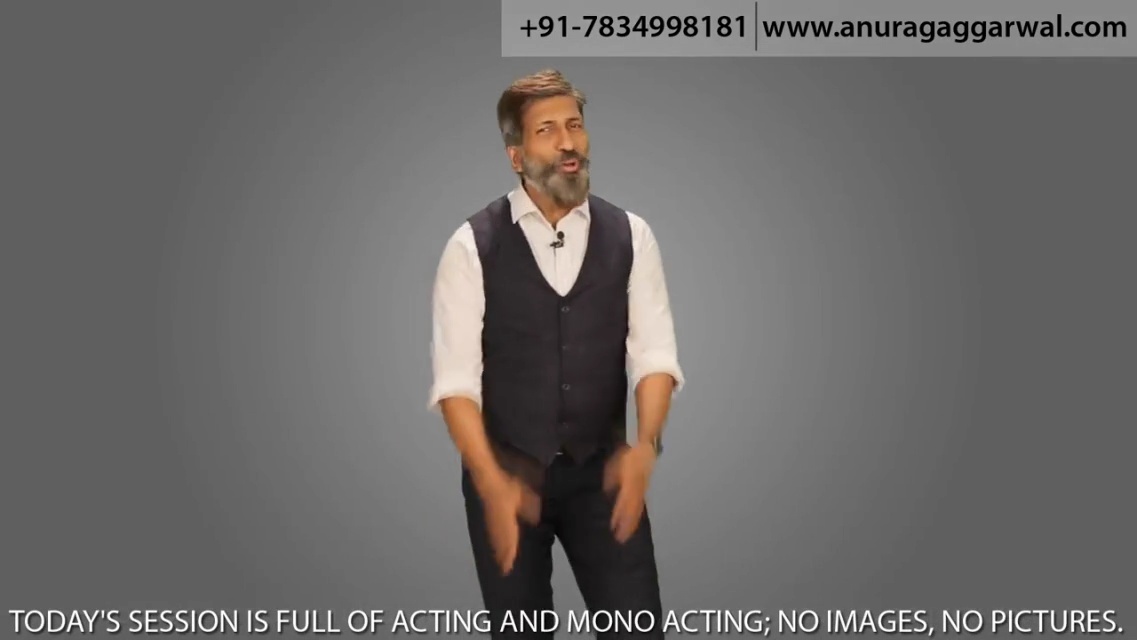 +91-7834998181 | www.anuragaggarwal.com
TODAY'S SESSION IS FULL OF ACTING AND MONO ACTING; NO IMAGES, NO PICTURES.